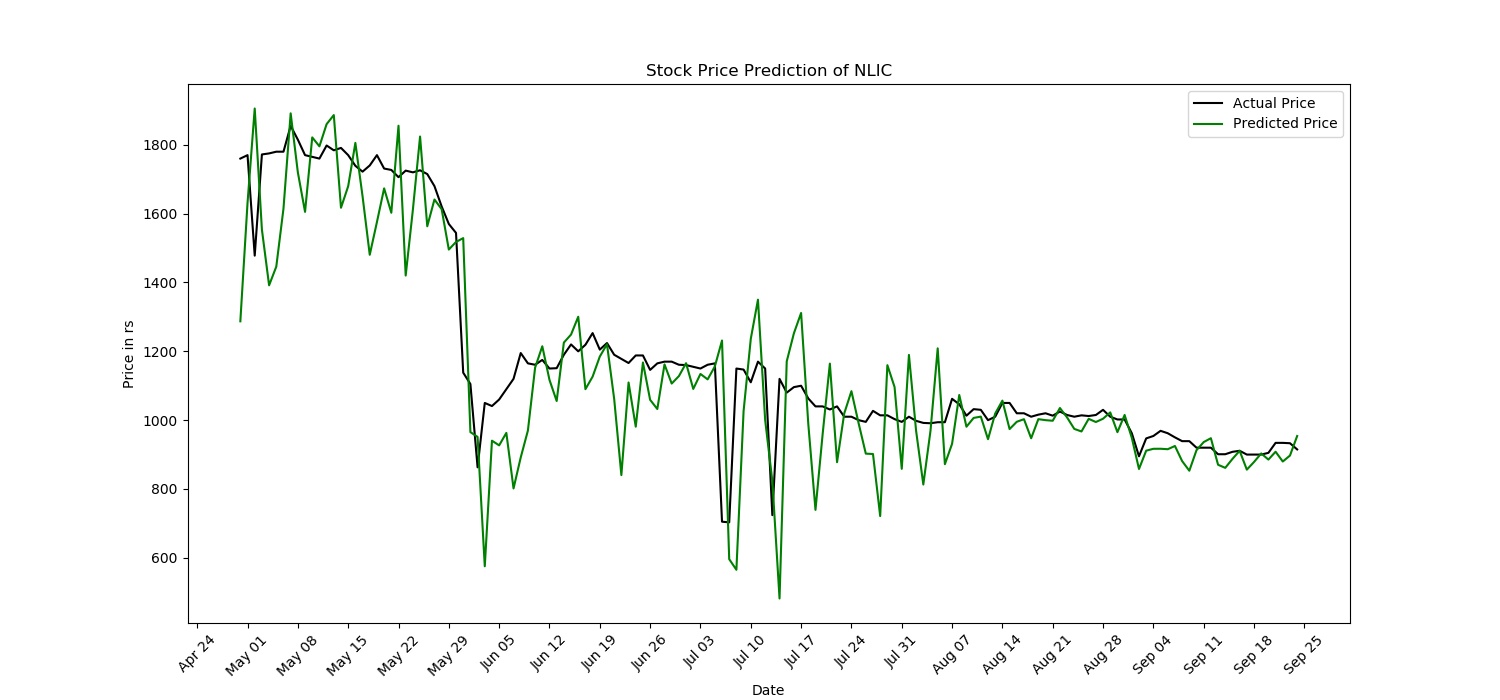 Stock Price Prediction of NLIC
Actual Price
Predicted Price
Price in rs
1800
1600
1400
1200
1000
800
600
Apr 24
May 01
May 08
May 15
May 22
May 29
Jun 05
Jun 12
Jun 19
Jun 26
Jul 03
Jul 10
Jul 17
Jul 24
Jul 31
Aug 07
Aug 14
Aug 21
Aug 28
Sep 04
Sep 11
Sep 18
Sep 25
Date